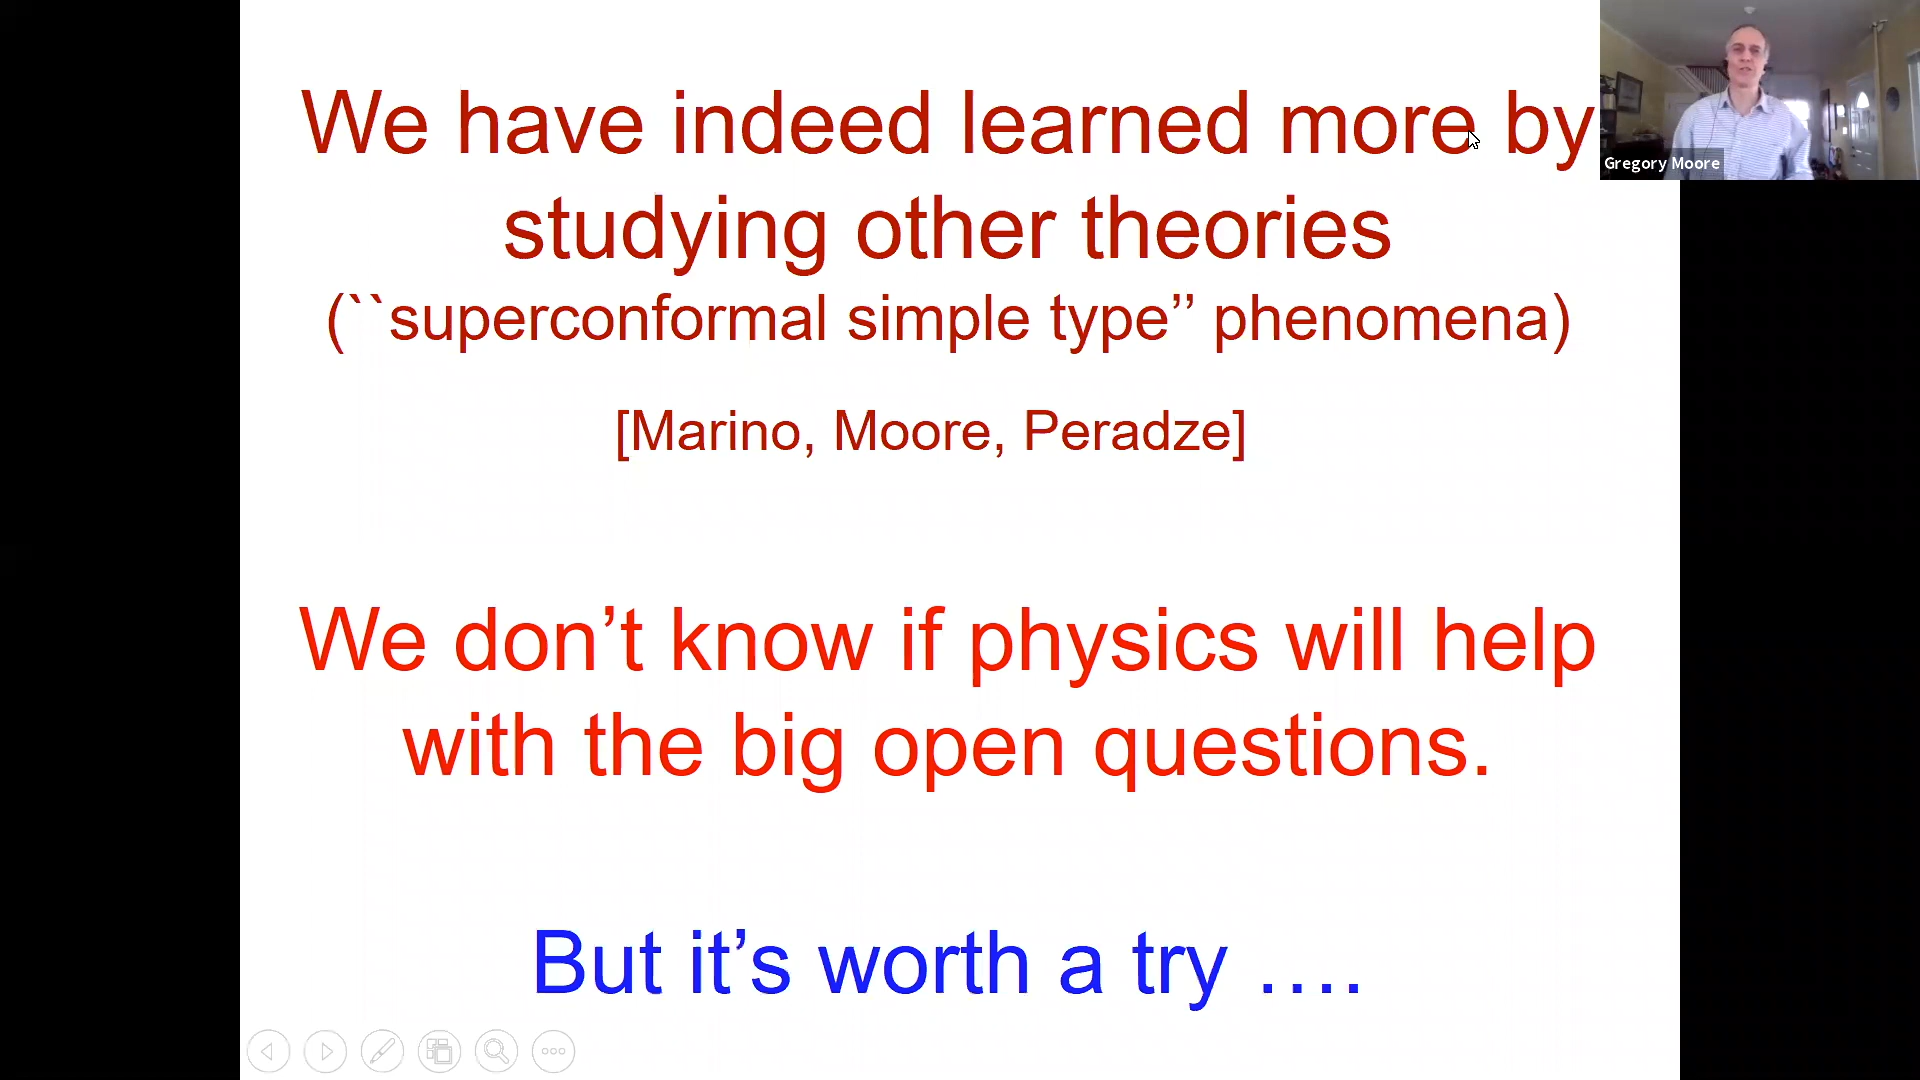 We have indeed learned more by
studying other theories
(``superconformal simple type’’ phenomena)
[Marino, Moore, Peradze]
We don’t know if physics will help
with the big open questions.
But it’s worth a try ….
Gregory Moore